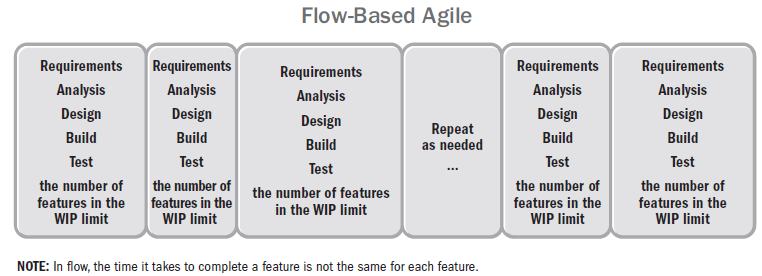 Flow-Based Agile
Requirements
Analysis
Design
Build
Test
the number of
features in the
WIP limit
Requirements
Analysis
Design
Build
Test
the number of
features in the
WIP limit
Requirements
Analysis
Design
Build
Test
the number of features
in the WIP limit
Repeat
as needed
...
Requirements
Analysis
Design
Build
Test
the number of
features in the
WIP limit
Requirements
Analysis
Design
Build
Test
the number of
features in the
WIP limit
NOTE: In flow, the time it takes to complete a feature is not the same for each feature.